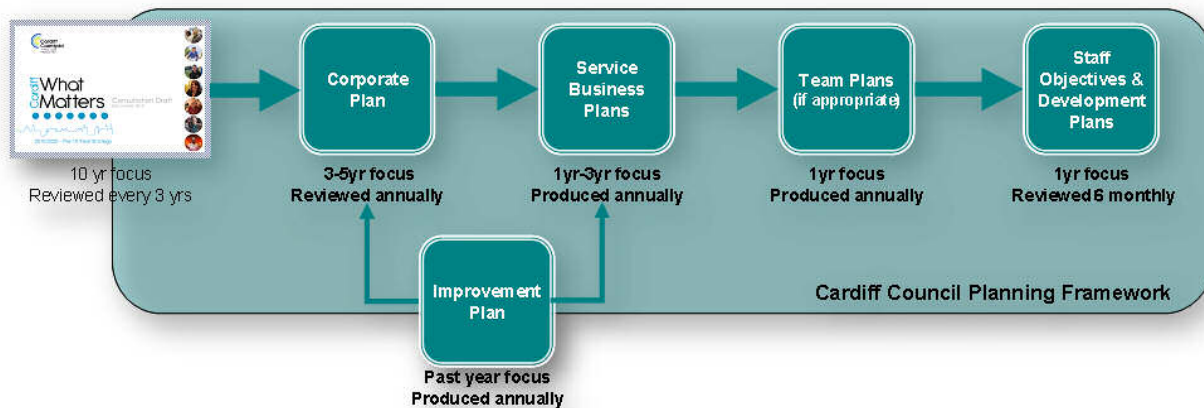 Cardiff
What
Matters
Consultation Draft
10 yr focus
Reviewed every 3 yrs
Corporate
Plan
3-5yr focus
Reviewed annually
Service
Business
Plans
1yr-3yr focus
Produced annually
Team Plans
(if appropriate)
1yr focus
Produced annually
Staff
Objectives &
Development
Plans
1yr focus
Reviewed 6 monthly
Improvement
Plan
Past year focus
Produced annually
Cardiff Council Planning Framework